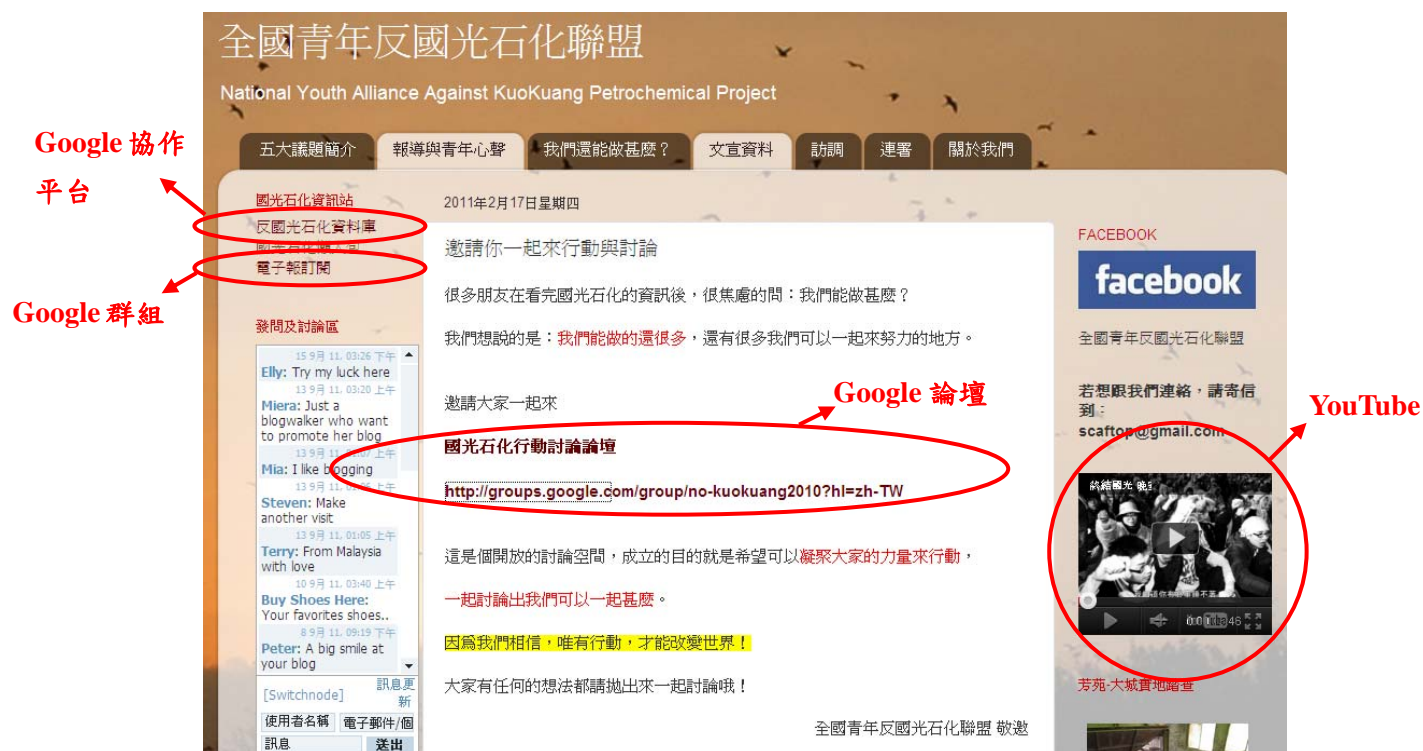 全國青年反國光石化聯盟
National Youth Alliance Against KuoKuang Petrochemical Project
五大議題簡介
報導與青年心聲
我們還能做甚麼？
文宣資料
訪調
連署
關於我們
Google 協作
平台
Google 群組
國光石化資訊站
反國光石化資料庫
電子報訂閱
發問及討論區
15 9月 11, 03:26 下午
Elly: Try my luck here
13 9月 11, 03:20 上午
Miera: Just a
blogwalker who want
to promote her blog
13 9月 11, 01:07 上午
Mia: I like blogging
13 9月 11, 01:06 上午
Steven: Make
another visit
13 9月 11, 01:05 上午
Terry: From Malaysia
with love
10 9月 11, 03:40 上午
Buy Shoes Here:
Your favorites shoes..
8 9月 11, 09:19 下午
Peter: A big smile at
your blog
[Switchnode]
訊息更
新
使用者名稱
電子郵件/個
訊息
送出
2011年2月17日星期四
邀請你一起來行動與討論
很多朋友在看完國光石化的資訊後，很焦慮的問：我們能做甚麼？
我們想說的是：我們能做的還很多，還有很多我們可以一起來努力的地方。
邀請大家一起來
Google 論壇
國光石化行動討論論壇
http://groups.google.com/group/no-kuokuang2010?hl=zh-TW
這是個開放的討論空間，成立的目的就是希望可以凝聚大家的力量來行動，
一起討論出我們可以一起甚麼。
因為我們相信，唯有行動，才能改變世界！
大家有任何的想法都請拋出來一起討論哦！
全國青年反國光石化聯盟 敬邀
FACEBOOK
facebook
全國青年反國光石化聯盟
若想跟我們連絡，請寄信
到：
scaftop@gmail.com
YouTube
終結國光 晚
芳苑-大城實地踏查